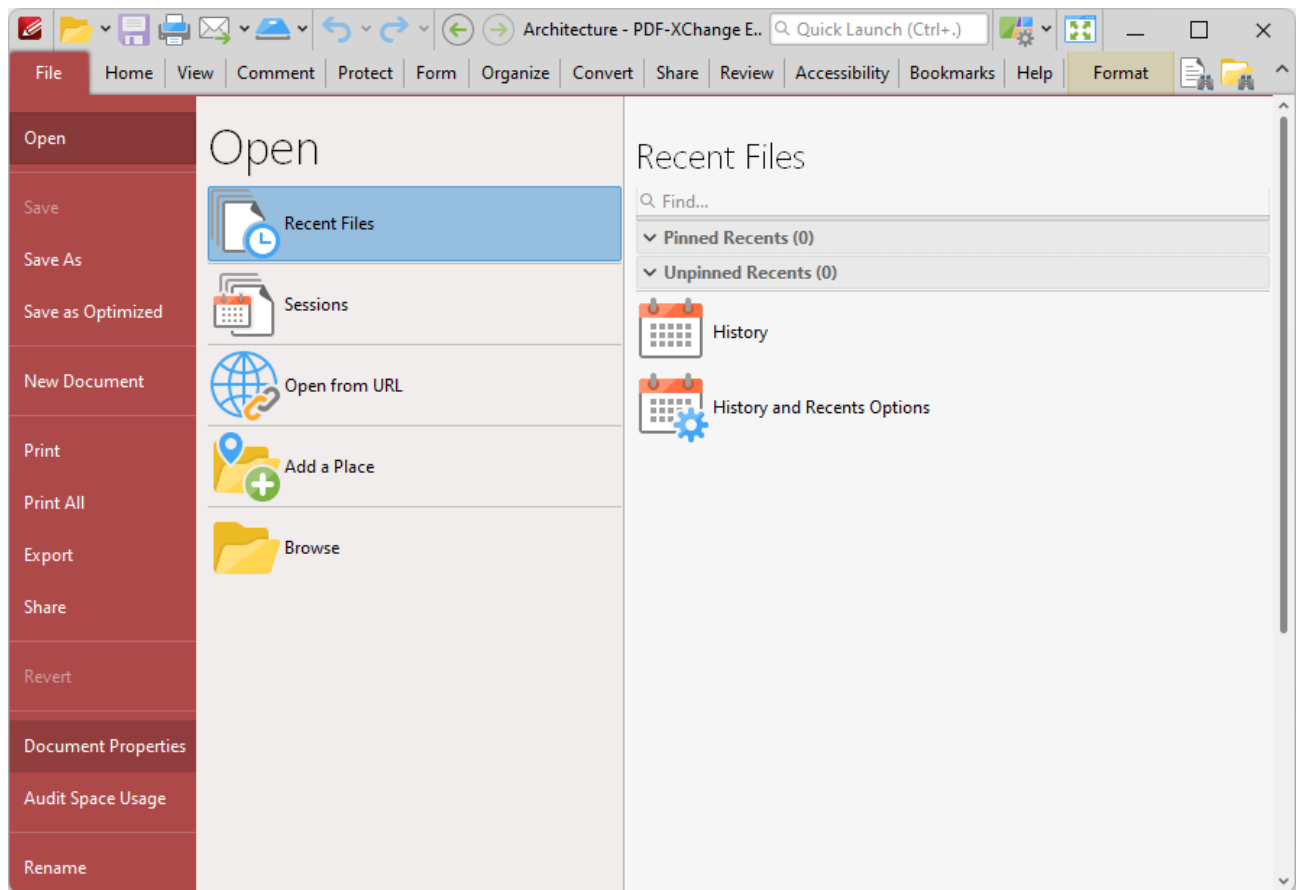 Architecture - PDF-XChange E..
Quick Launch (Ctrl+.)
File Home View Comment Protect Form Organize Convert Share Review Accessibility Bookmarks Help Format
Open
Save
Save As
Save as Optimized
New Document
Print
Print All
Export
Share
Revert
Document Properties
Audit Space Usage
Rename
Open
Recent Files
Sessions
Open from URL
Add a Place
Browse
Recent Files
Find...
Pinned Recents (0)
Unpinned Recents (0)
History
History and Recents Options